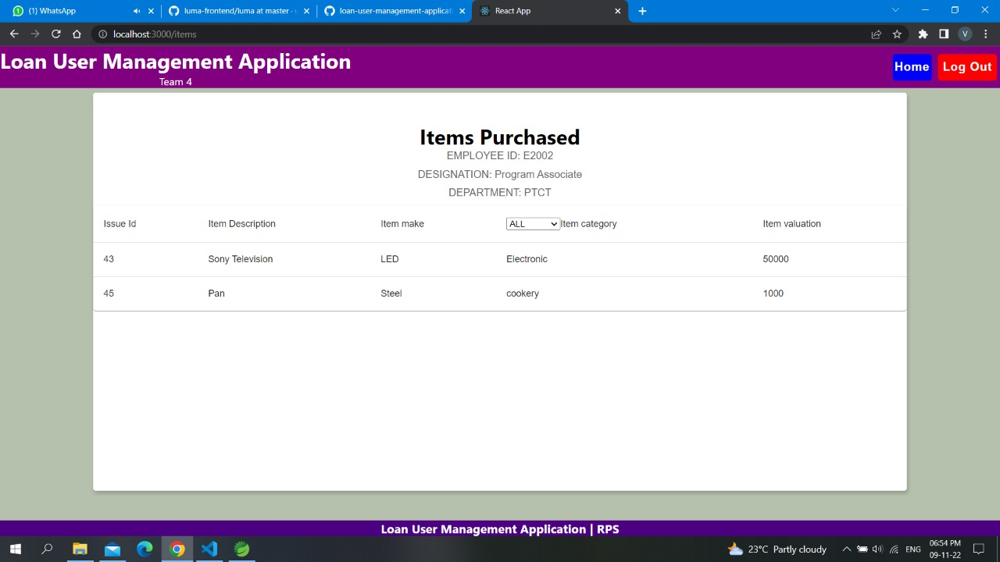 (1) WhatsApp
luma-frontend/luma at master ·
loan-user-management-applicat
React App
localhost:3000/items
V
Loan User Management Application
Team 4
Home
Log Out
Items Purchased
EMPLOYEE ID: E2002
DESIGNATION: Program Associate
DEPARTMENT: PTCT
Issue Id Item Description Item make ALL Item category Item valuation
43 Sony Television LED Electronic 50000
45 Pan Steel cookery 1000
Loan User Management Application | RPS
23°C Partly cloudy
ENG
06:54 PM
09-11-22